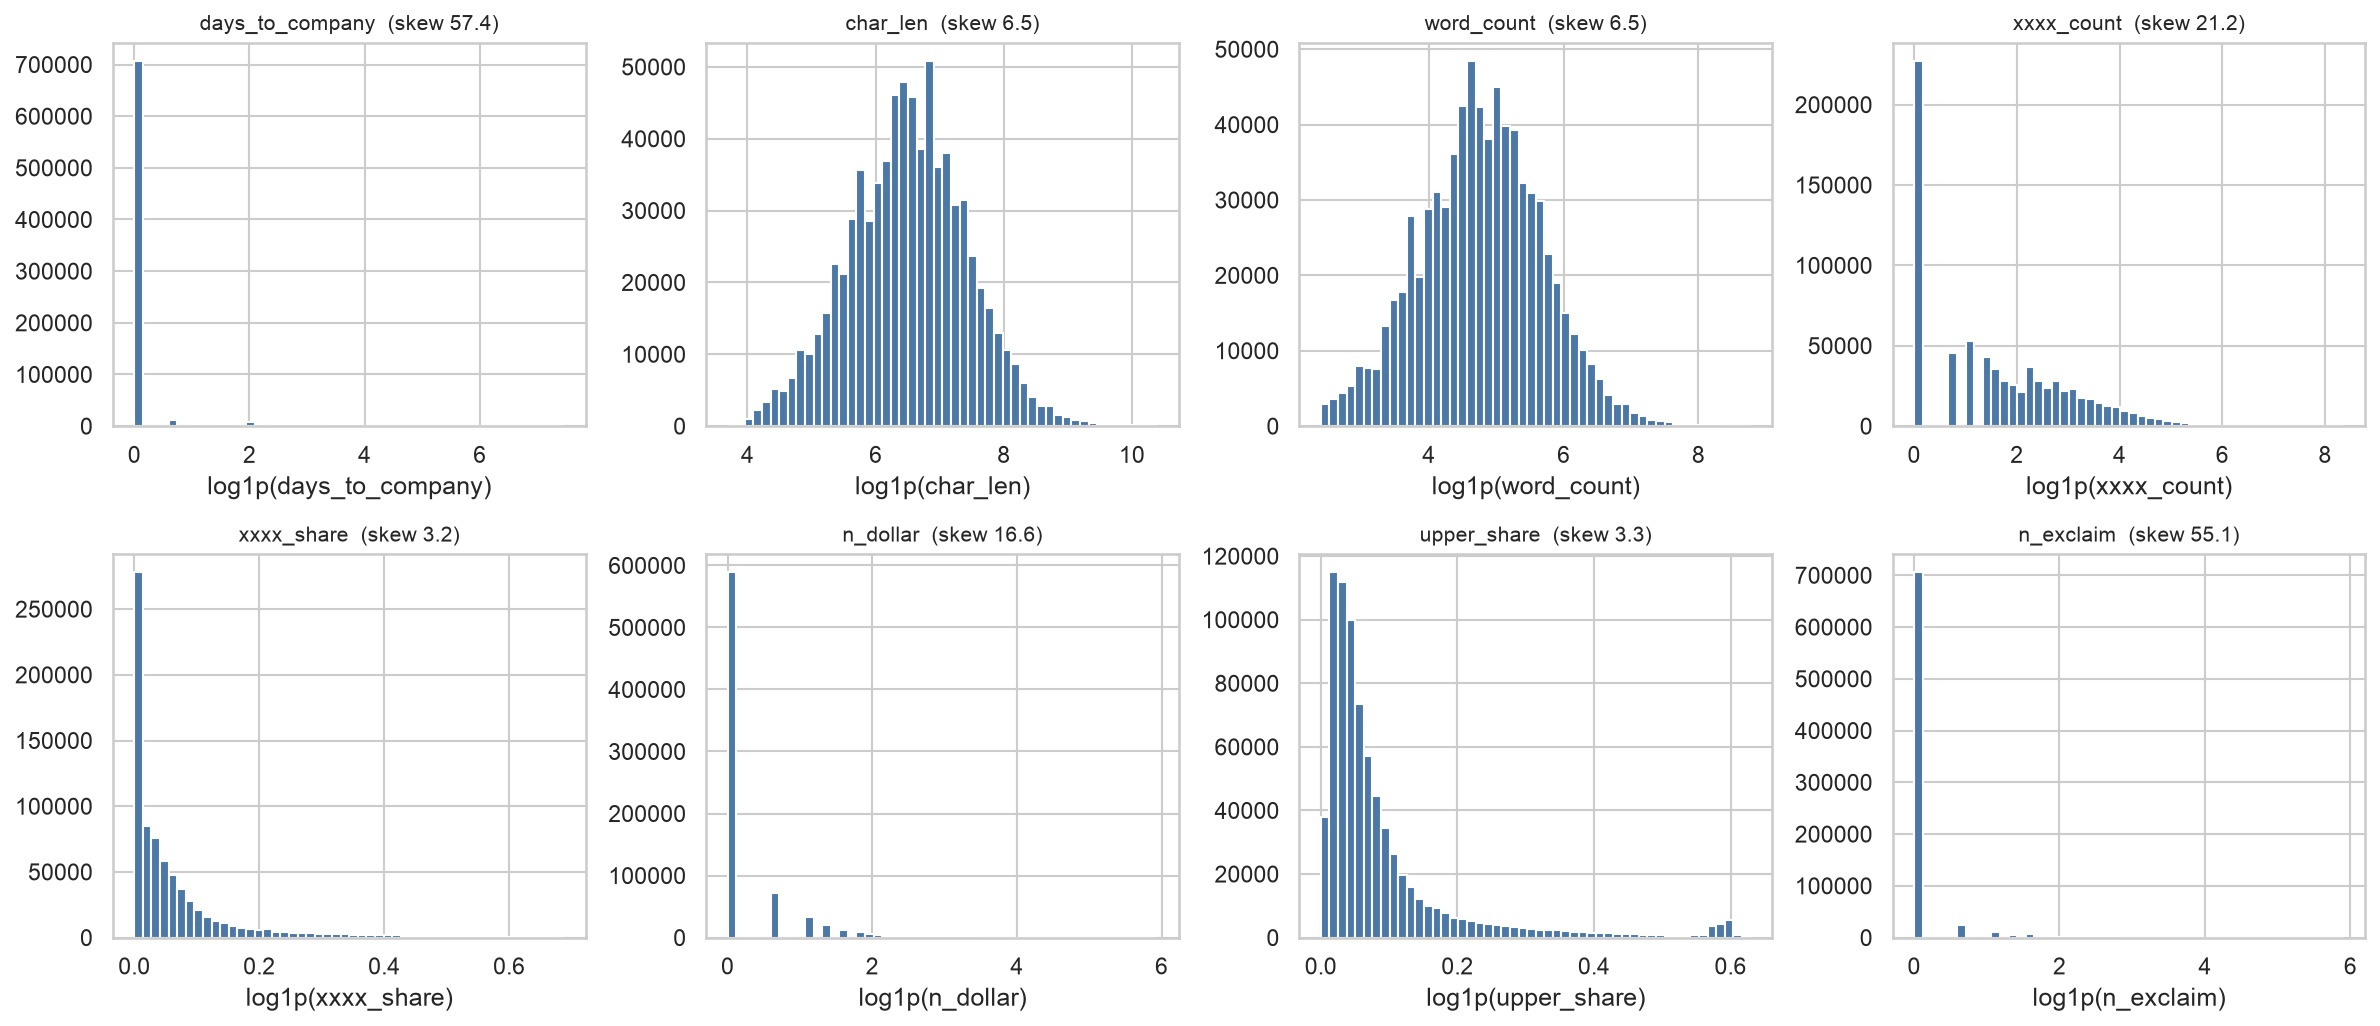 days_to_company  (skew 57.4)
700000
600000
500000
400000
300000
200000
100000
0
0 2 4 6
log1p(days_to_company)
char_len  (skew 6.5)
50000
40000
30000
20000
10000
0
4 6 8 10
log1p(char_len)
word_count  (skew 6.5)
50000
40000
30000
20000
10000
0
4 6 8
log1p(word_count)
xxxx_count  (skew 21.2)
200000
150000
100000
50000
0
0 2 4 6 8
log1p(xxxx_count)
xxxx_share  (skew 3.2)
250000
200000
150000
100000
50000
0
0.0 0.2 0.4 0.6
log1p(xxxx_share)
n_dollar  (skew 16.6)
600000
500000
400000
300000
200000
100000
0
0 2 4 6
log1p(n_dollar)
upper_share  (skew 3.3)
120000
100000
80000
60000
40000
20000
0
0.0 0.2 0.4 0.6
log1p(upper_share)
n_exclaim  (skew 55.1)
700000
600000
500000
400000
300000
200000
100000
0
0 2 4 6
log1p(n_exclaim)